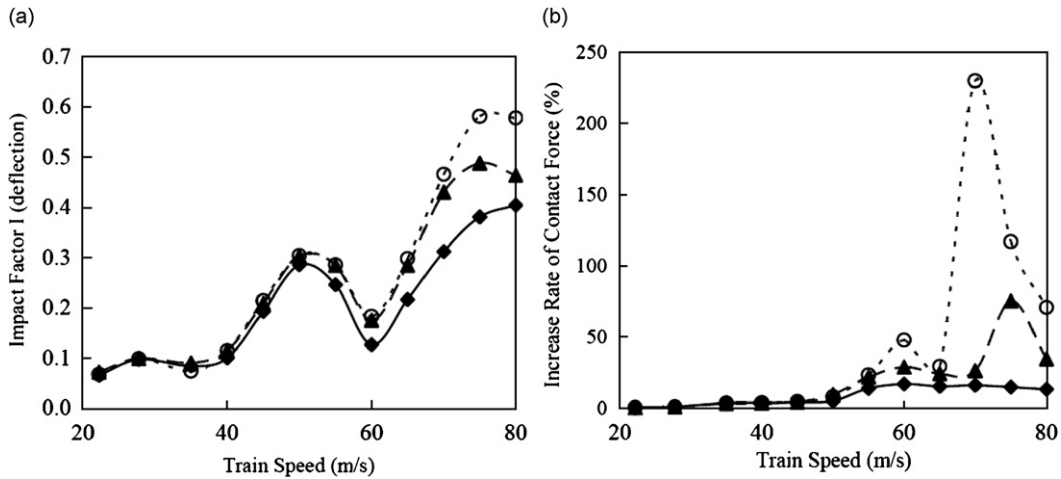 (a)
0.7
0.6
0.5
0.4
0.3
0.2
0.1
0.0
20 40 60 80
Impact Factor I (deflection)
Train Speed (m/s)
(b)
250
200
150
100
50
0
20 40 60 80
Increase Rate of Contact Force (%)
Train Speed (m/s)